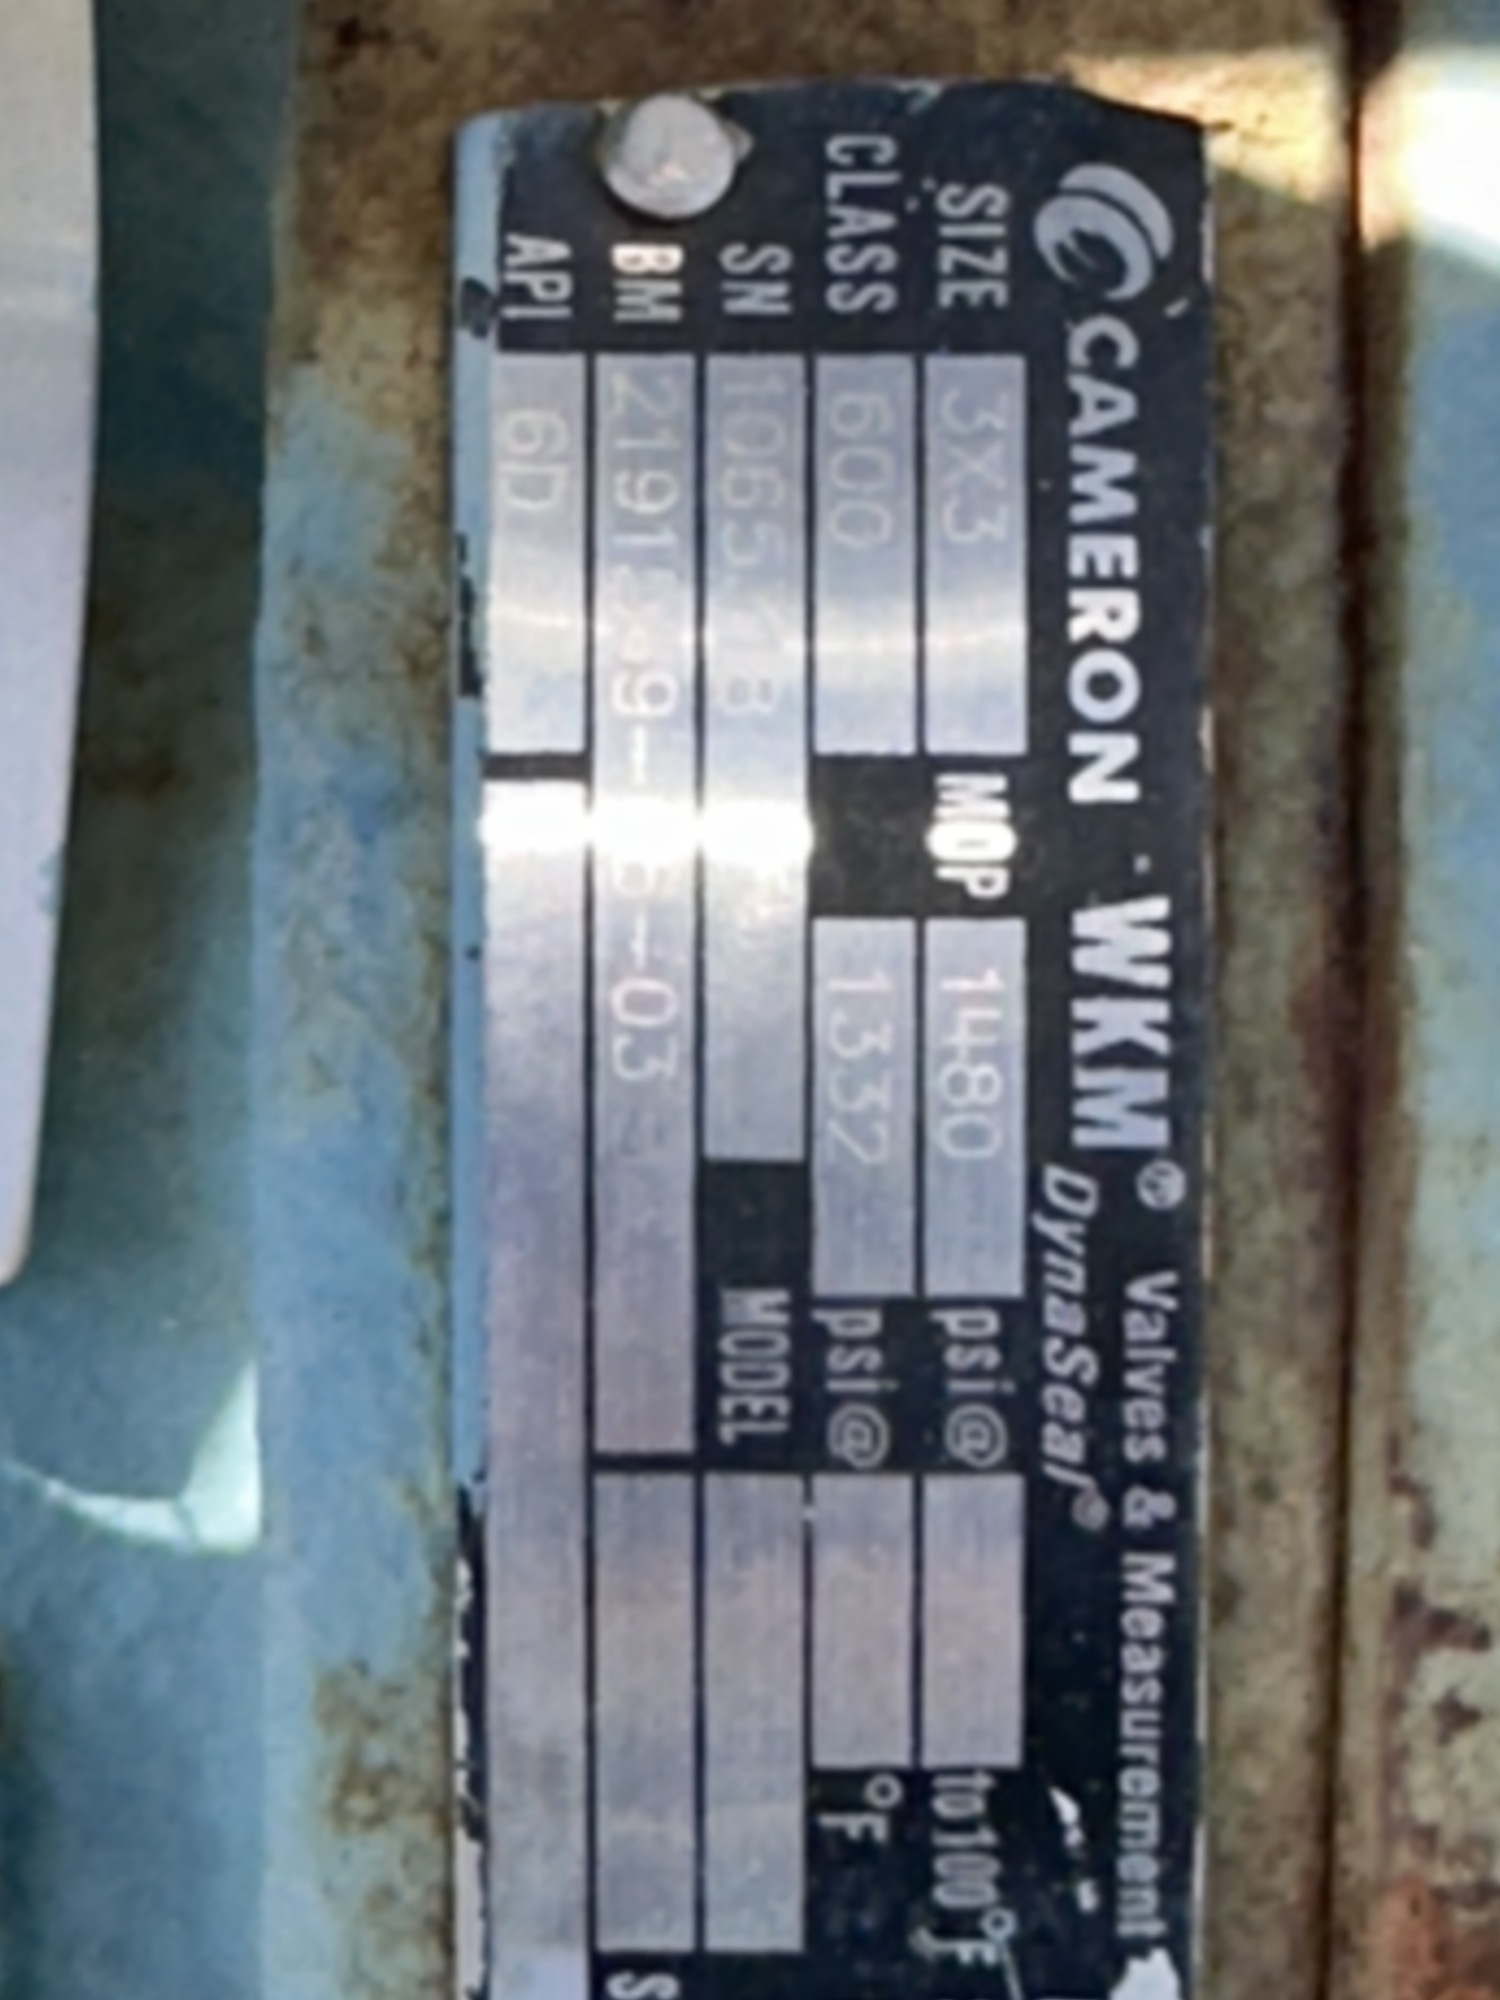 CAMERON · WKM® Valves & Measurement
DynaSeal®
SIZE 3X3 MOP 1480 psi@ to 100°F
CLASS 600 1332 psi@ °F
SN MODEL
BM
API 6D